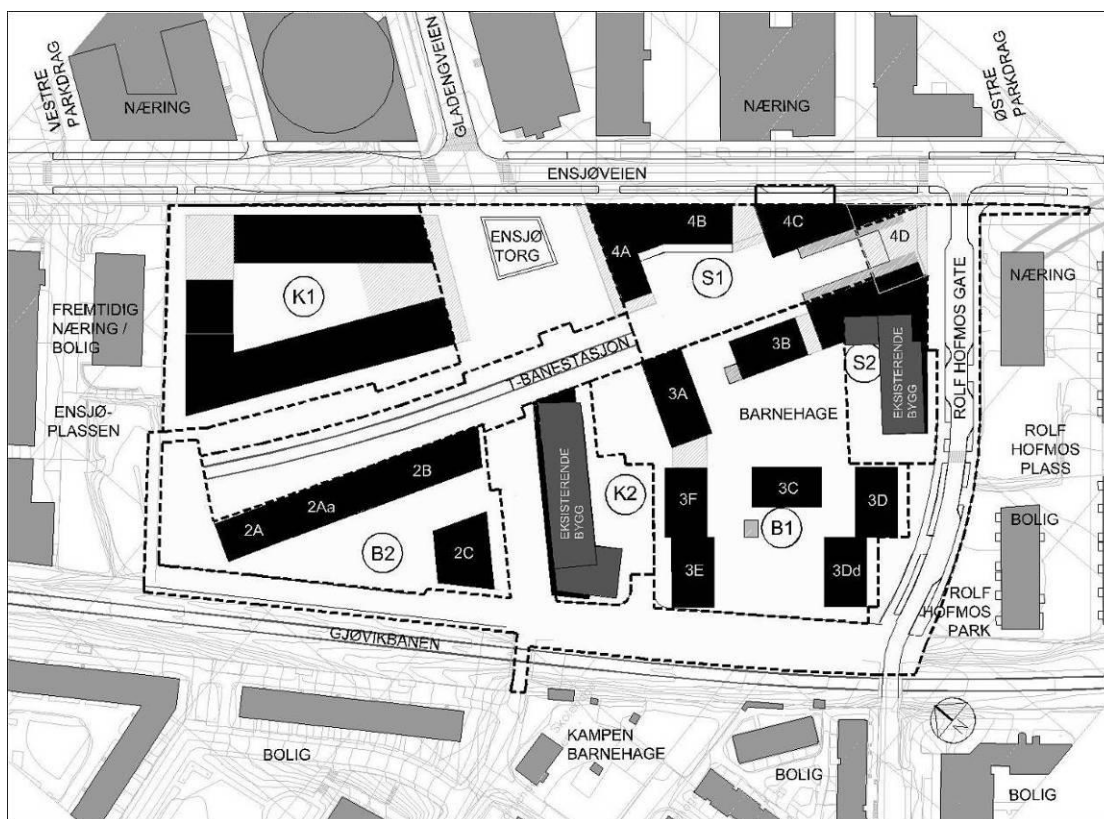 VESTRE
PARKDRAG
NÆRING
GLADENGVEIEN
NÆRING
ØSTRE
PARKDRAG
ENSJØVEIEN
ENSJØ
TORG
4B
4C
4A
4D
K1
S1
NÆRING
FREMTIDIG
NÆRING /
BOLIG
T-BANESTASJON
3B
S2
EKSISTERENDE
BYGG
ROLF HOFMOS GATE
3A
BARNEHAGE
ENSJØ-
PLASSEN
ROLF
HOFMOS
PLASS
2B
2Aa
2A
EKSISTERENDE
BYGG
K2
3F
3C
3D
B1
BOLIG
B2
2C
3E
3Dd
ROLF
HOFMOS
PARK
GJØVIKBANEN
N
BOLIG
KAMPEN
BARNEHAGE
BOLIG
BOLIG